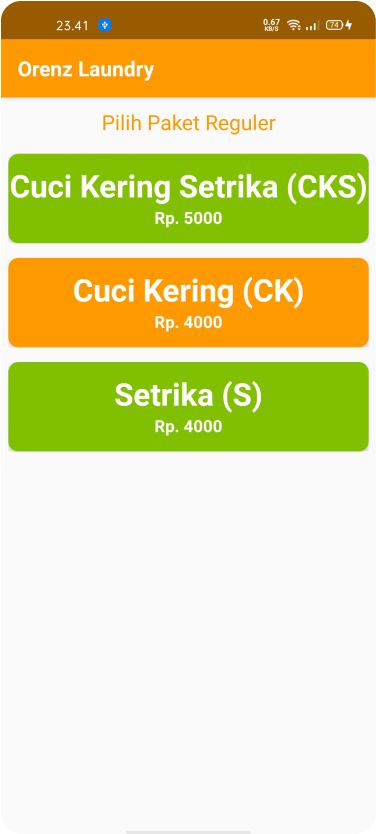 23.41
0.67
KB/S
74
Orenz Laundry
Pilih Paket Reguler
Cuci Kering Setrika (CKS)
Rp. 5000
Cuci Kering (CK)
Rp. 4000
Setrika (S)
Rp. 4000